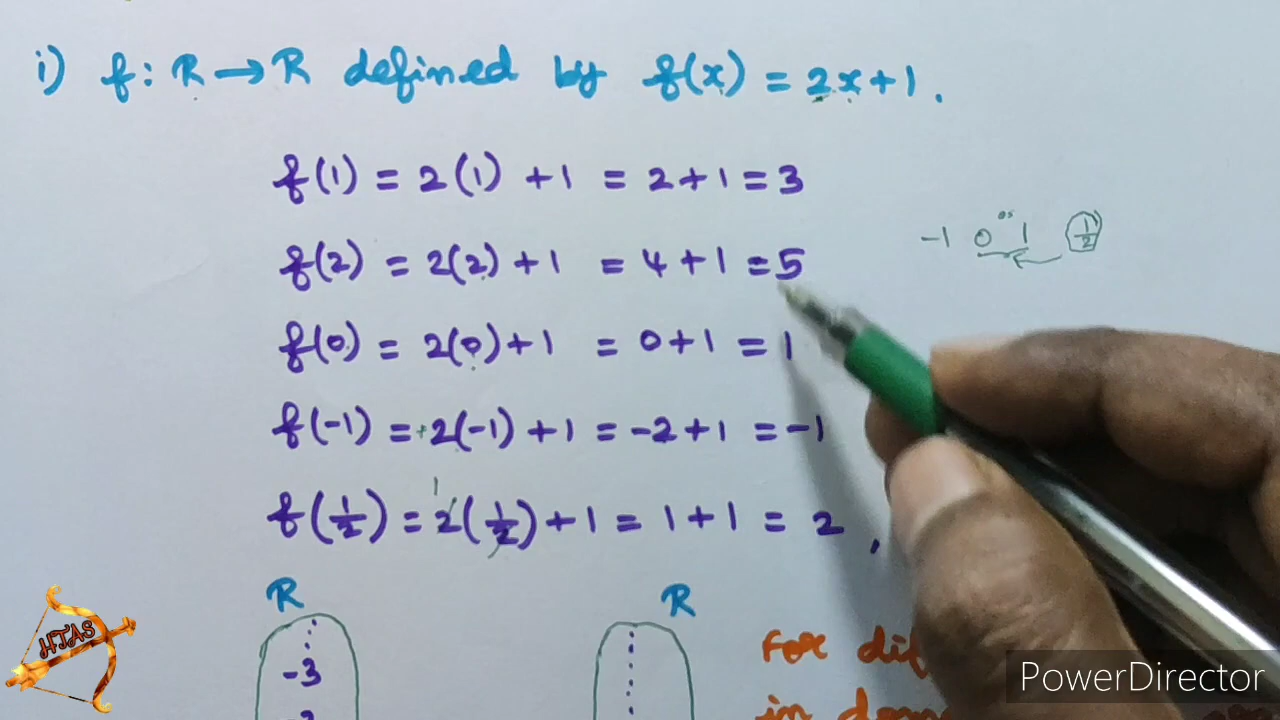 i) f: R → R defined by f(x) = 2x+1.
f(1) = 2(1) +1 = 2+1 = 3
f(2) = 2(2) +1 = 4+1 = 5
-1 0 1 1/2
f(0) = 2(0)+1 = 0+1 = 1
f(-1) = +2(-1) +1 = -2+1 = -1
f(1/2) = 2(1/2)+1 = 1+1 = 2,
1
R R
-3
For
in
HTAS
PowerDirector